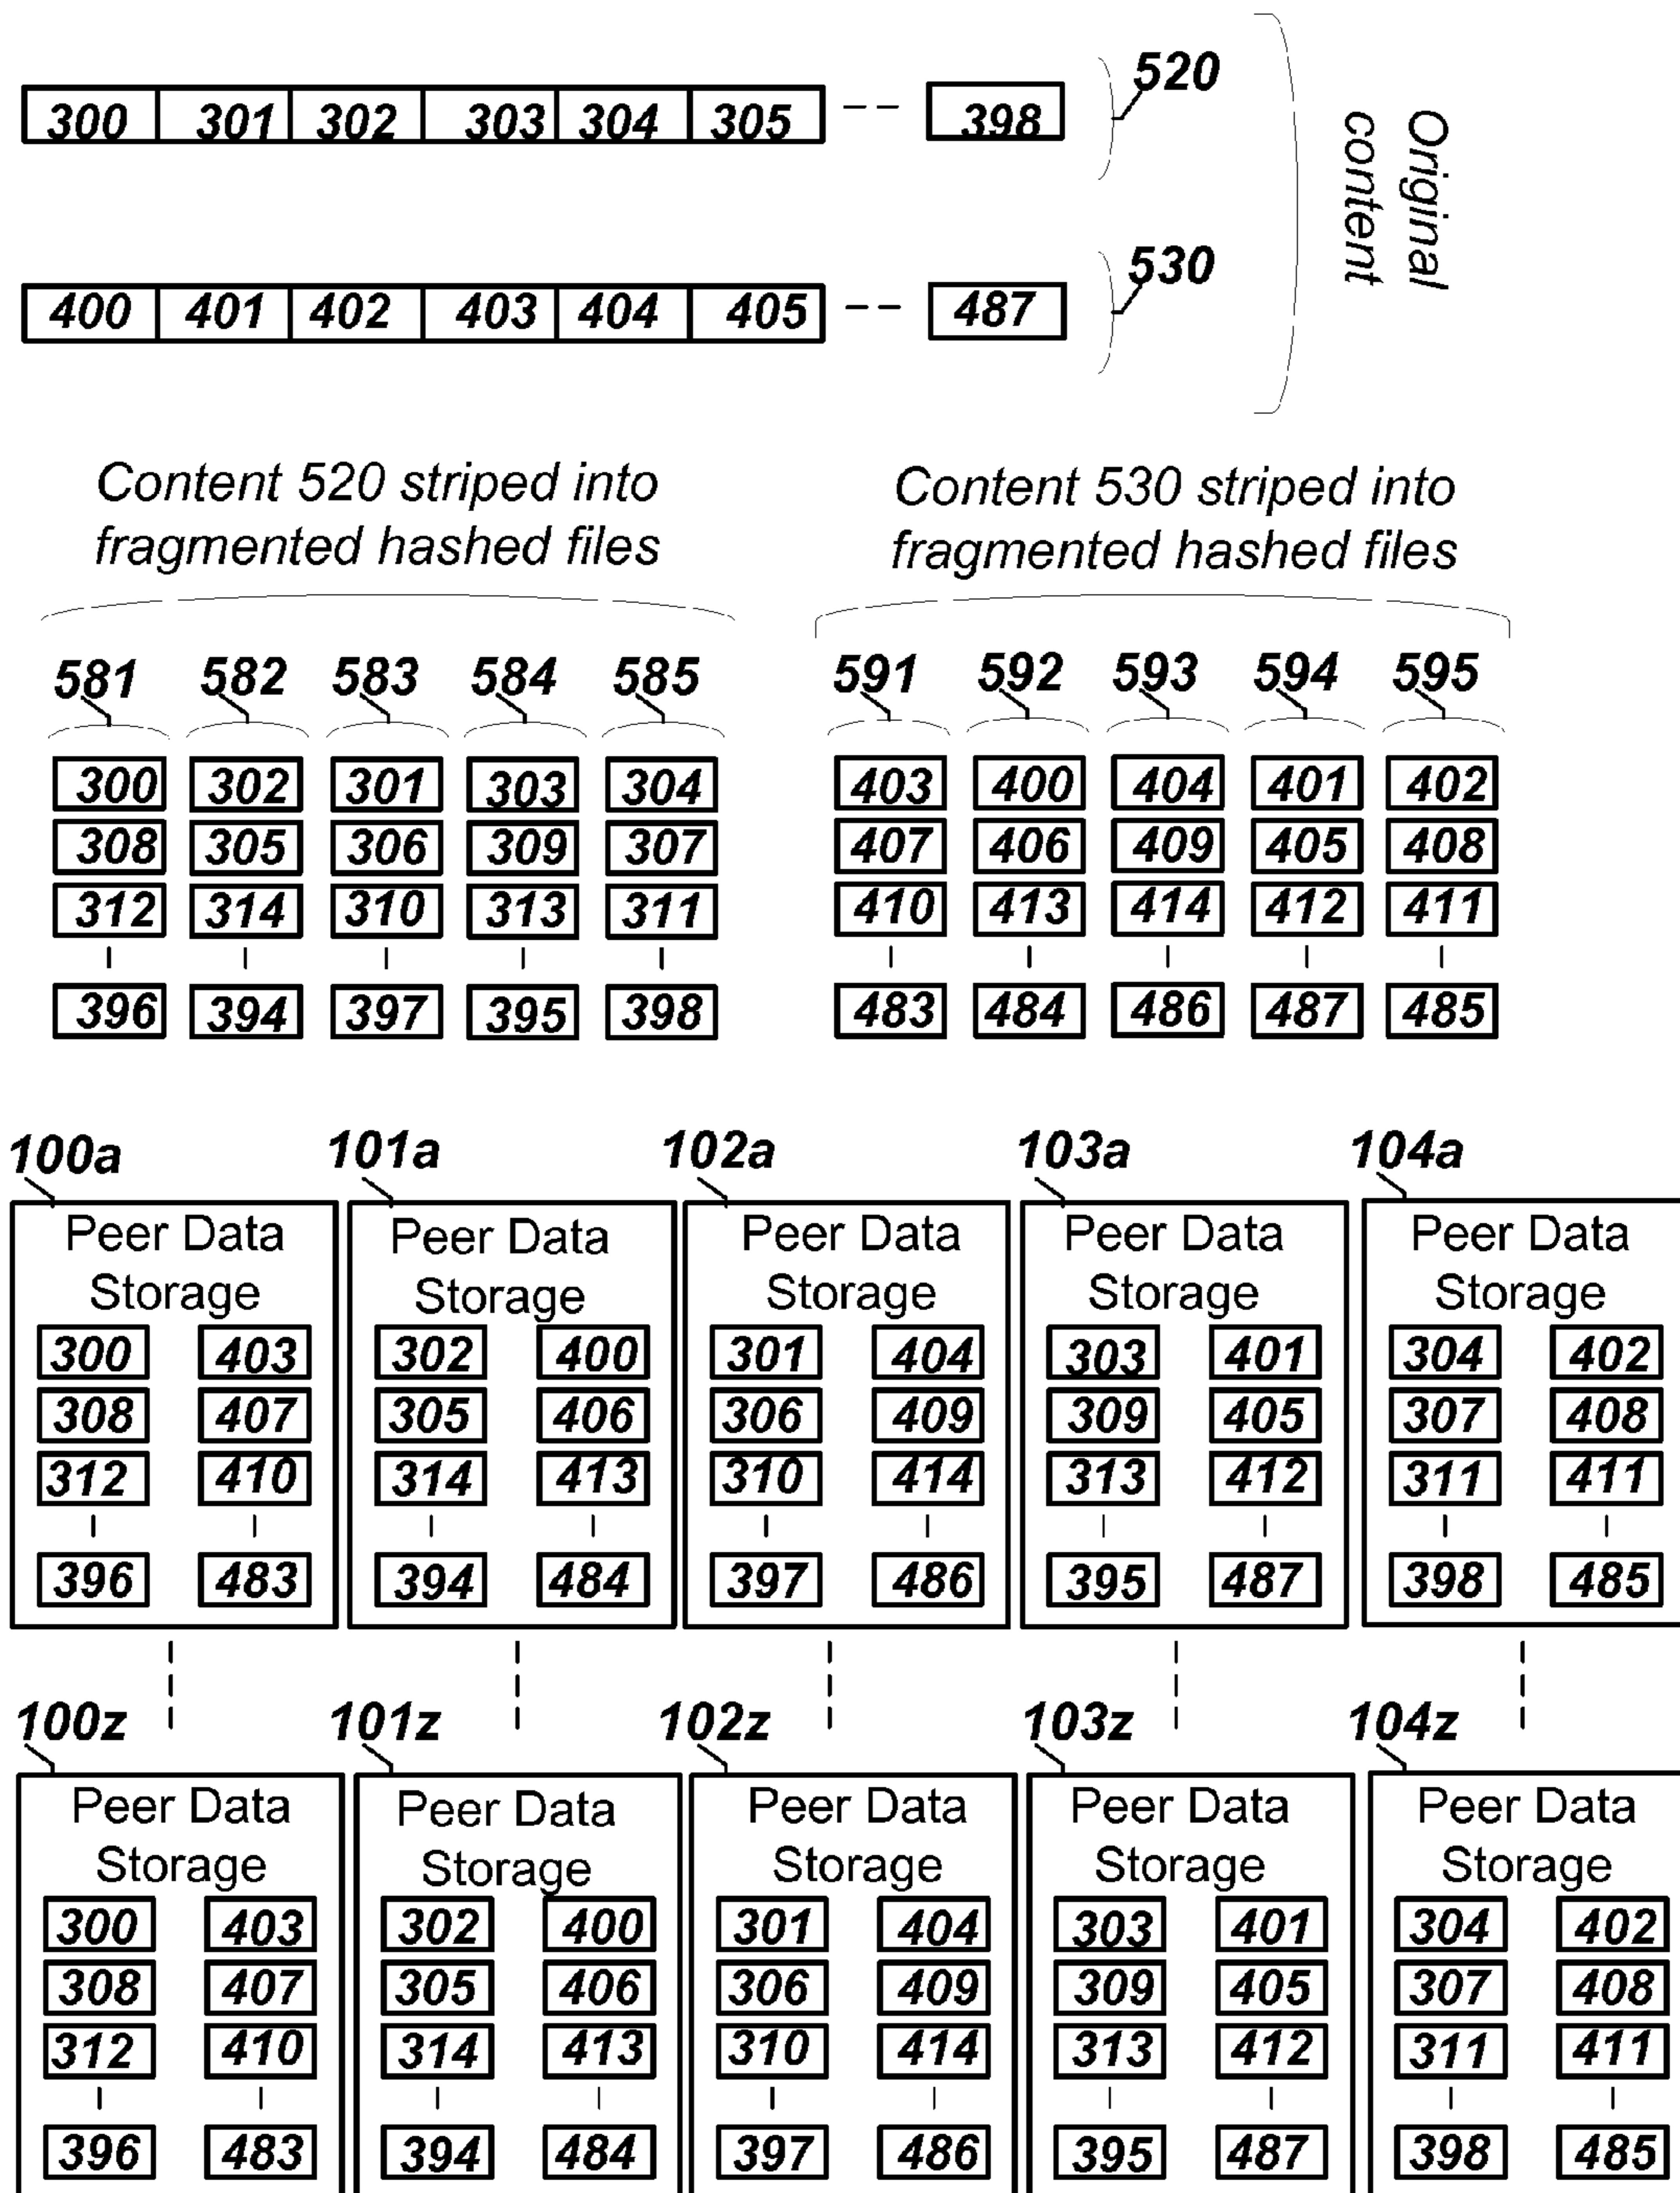 520
300 301 302 303 304 305 398
Original
content
530
400 401 402 403 404 405 487
Content 520 striped into
fragmented hashed files
Content 530 striped into
fragmented hashed files
581 582 583 584 585 591 592 593 594 595
300 302 301 303 304 403 400 404 401 402
308 305 306 309 307 407 406 409 405 408
312 314 310 313 311 410 413 414 412 411
396 394 397 395 398 483 484 486 487 485
100a 101a 102a 103a 104a
Peer Data Peer Data Peer Data Peer Data Peer Data
Storage Storage Storage Storage Storage
300 403 302 400 301 404 303 401 304 402
308 407 305 406 306 409 309 405 307 408
312 410 314 413 310 414 313 412 311 411
396 483 394 484 397 486 395 487 398 485
100z 101z 102z 103z 104z
Peer Data Peer Data Peer Data Peer Data Peer Data
Storage Storage Storage Storage Storage
300 403 302 400 301 404 303 401 304 402
308 407 305 406 306 409 309 405 307 408
312 410 314 413 310 414 313 412 311 411
396 483 394 484 397 486 395 487 398 485